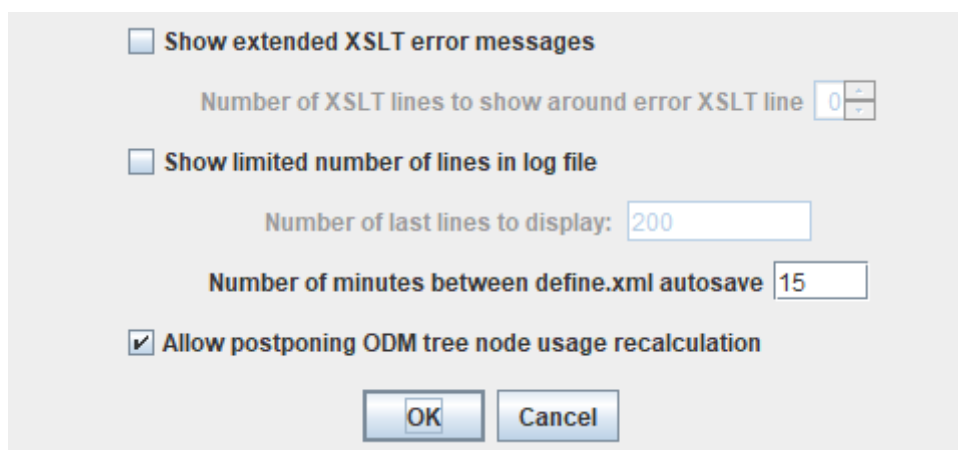 Show extended XSLT error messages
Number of XSLT lines to show around error XSLT line 0
Show limited number of lines in log file
Number of last lines to display: 200
Number of minutes between define.xml autosave 15
Allow postponing ODM tree node usage recalculation
OK Cancel